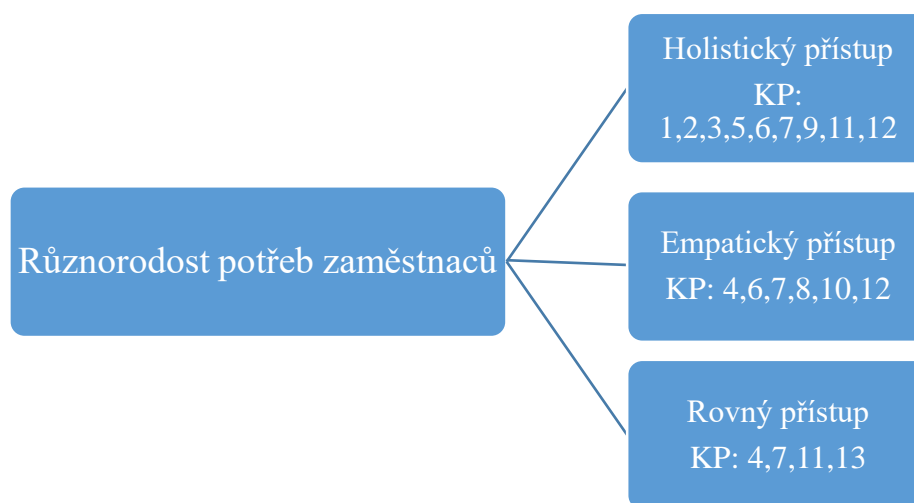 Různorodost potřeb zaměstnaců
Holistický přístup
KP:
1,2,3,5,6,7,9,11,12
Empatický přístup
KP: 4,6,7,8,10,12
Rovný přístup
KP: 4,7,11,13